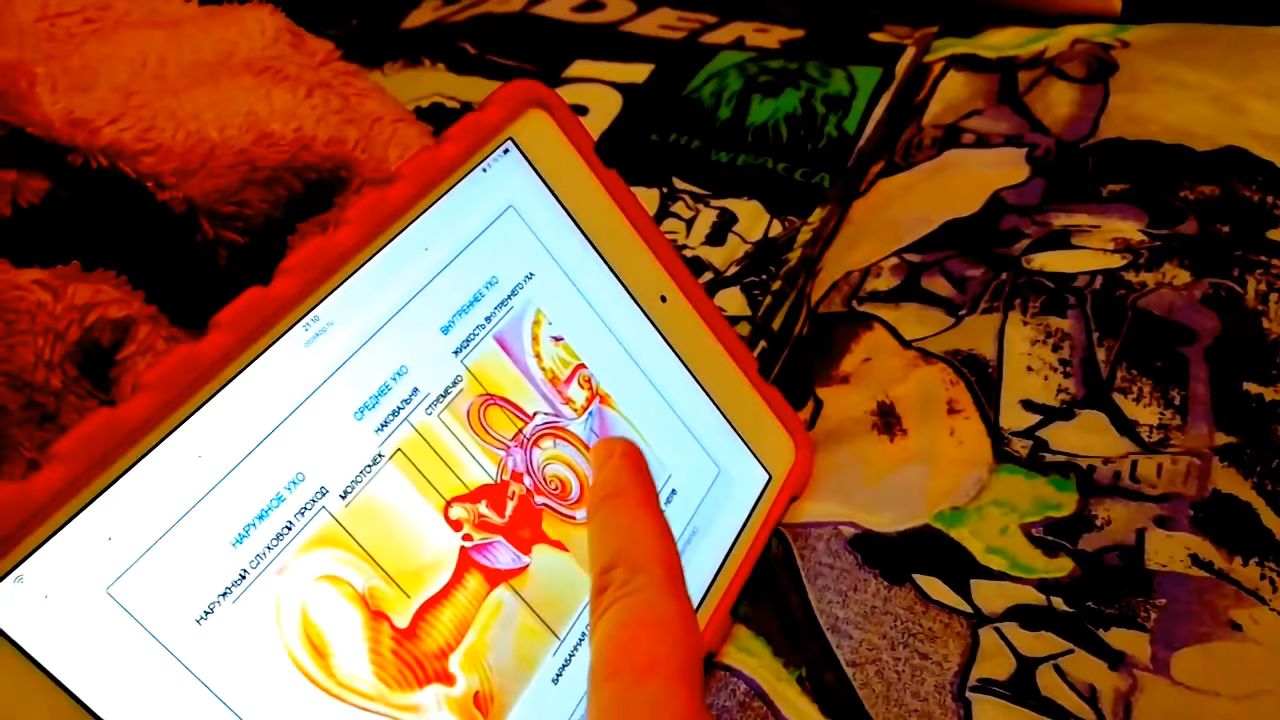 VADER
CHEWBACCA
21:10
ВНУТРЕННЕЕ УХО
ЖИДКОСТЬ ВНУТРЕННЕГО УХА
СРЕДНЕЕ УХО
НАКОВАЛЬНЯ
СТРЕМЕЧКО
МОЛОТОЧЕК
НАРУЖНОЕ УХО
НАРУЖНЫЙ СЛУХОВОЙ ПРОХОД
БАРАБАННАЯ